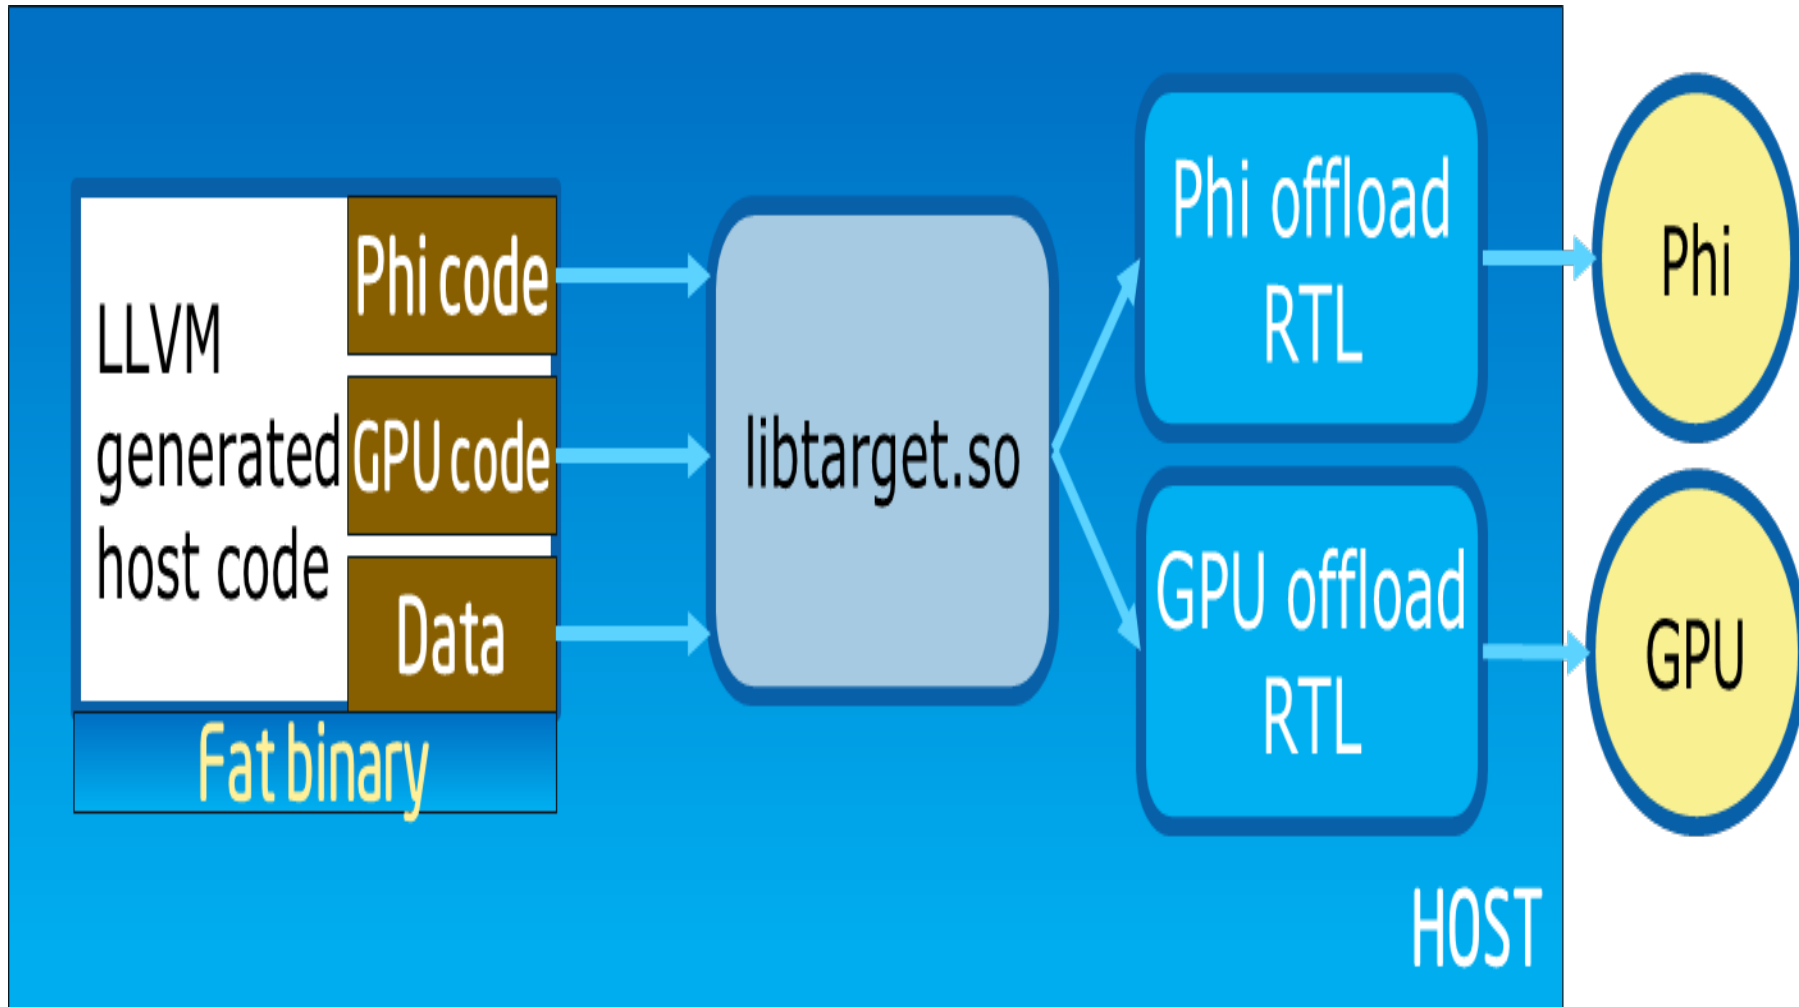 LLVM
generated
host code
Phi code
GPU code
Data
Fat binary
libtarget.so
Phi offload
RTL
GPU offload
RTL
Phi
GPU
HOST